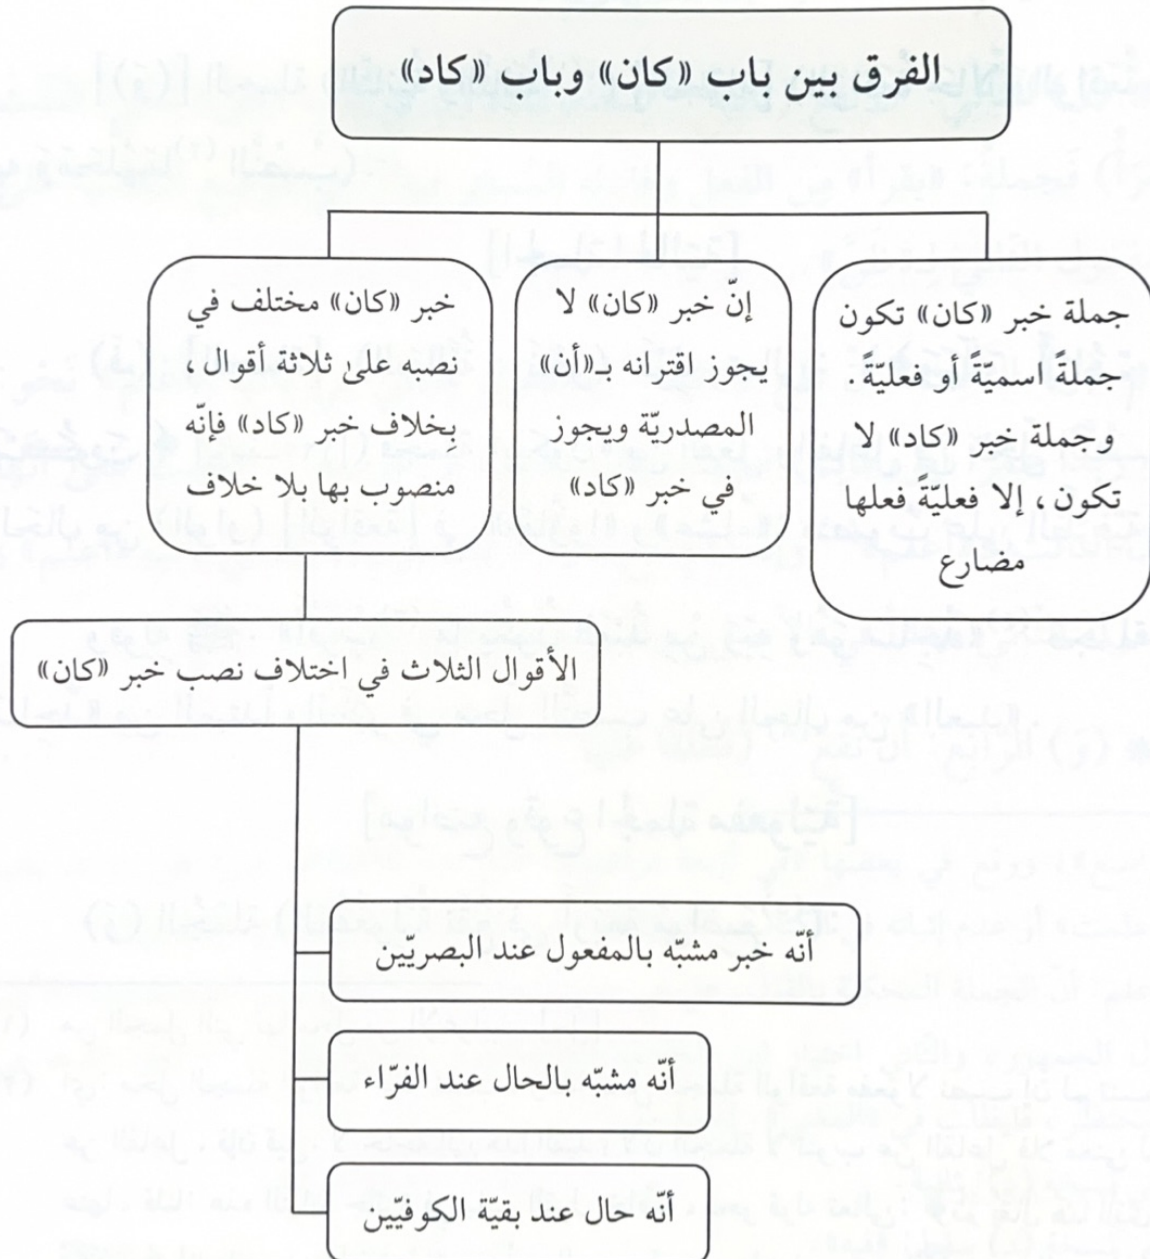 الفرق بين باب «كان» وباب «كاد»
جملة خبر «كان» تكون
جملةً اسميةً أو فعليّةً.
وجملة خبر «كاد» لا
تكون، إلا فعليّةً فعلها
مضارع
إنّ خبر «كان» لا
يجوز اقترانه بـ«أن»
المصدريّة ويجوز
في خبر «كاد»
خبر «كان» مختلف في
نصبه على ثلاثة أقوال،
بخلاف خبر «كاد» فإنّه
منصوب بها بلا خلاف
الأقوال الثلاث في اختلاف نصب خبر «كان»
أنّه خبر مشبّه بالمفعول عند البصريّين
أنّه مشبّه بالحال عند الفرّاء
أنّه حال عند بقيّة الكوفيّين